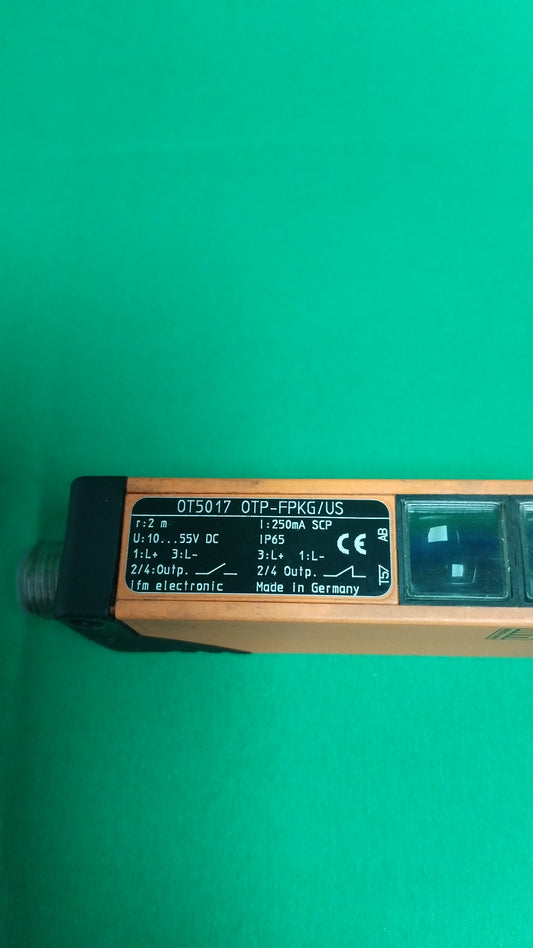 OT5017 OTP-FPKG/US
r:2 m I:250mA SCP
U:10...55V DC IP65
1:L+ 3:L- 3:L+ 1:L-
2/4:Outp. 2/4 Outp.
ifm electronic Made in Germany
CE
AB
T57